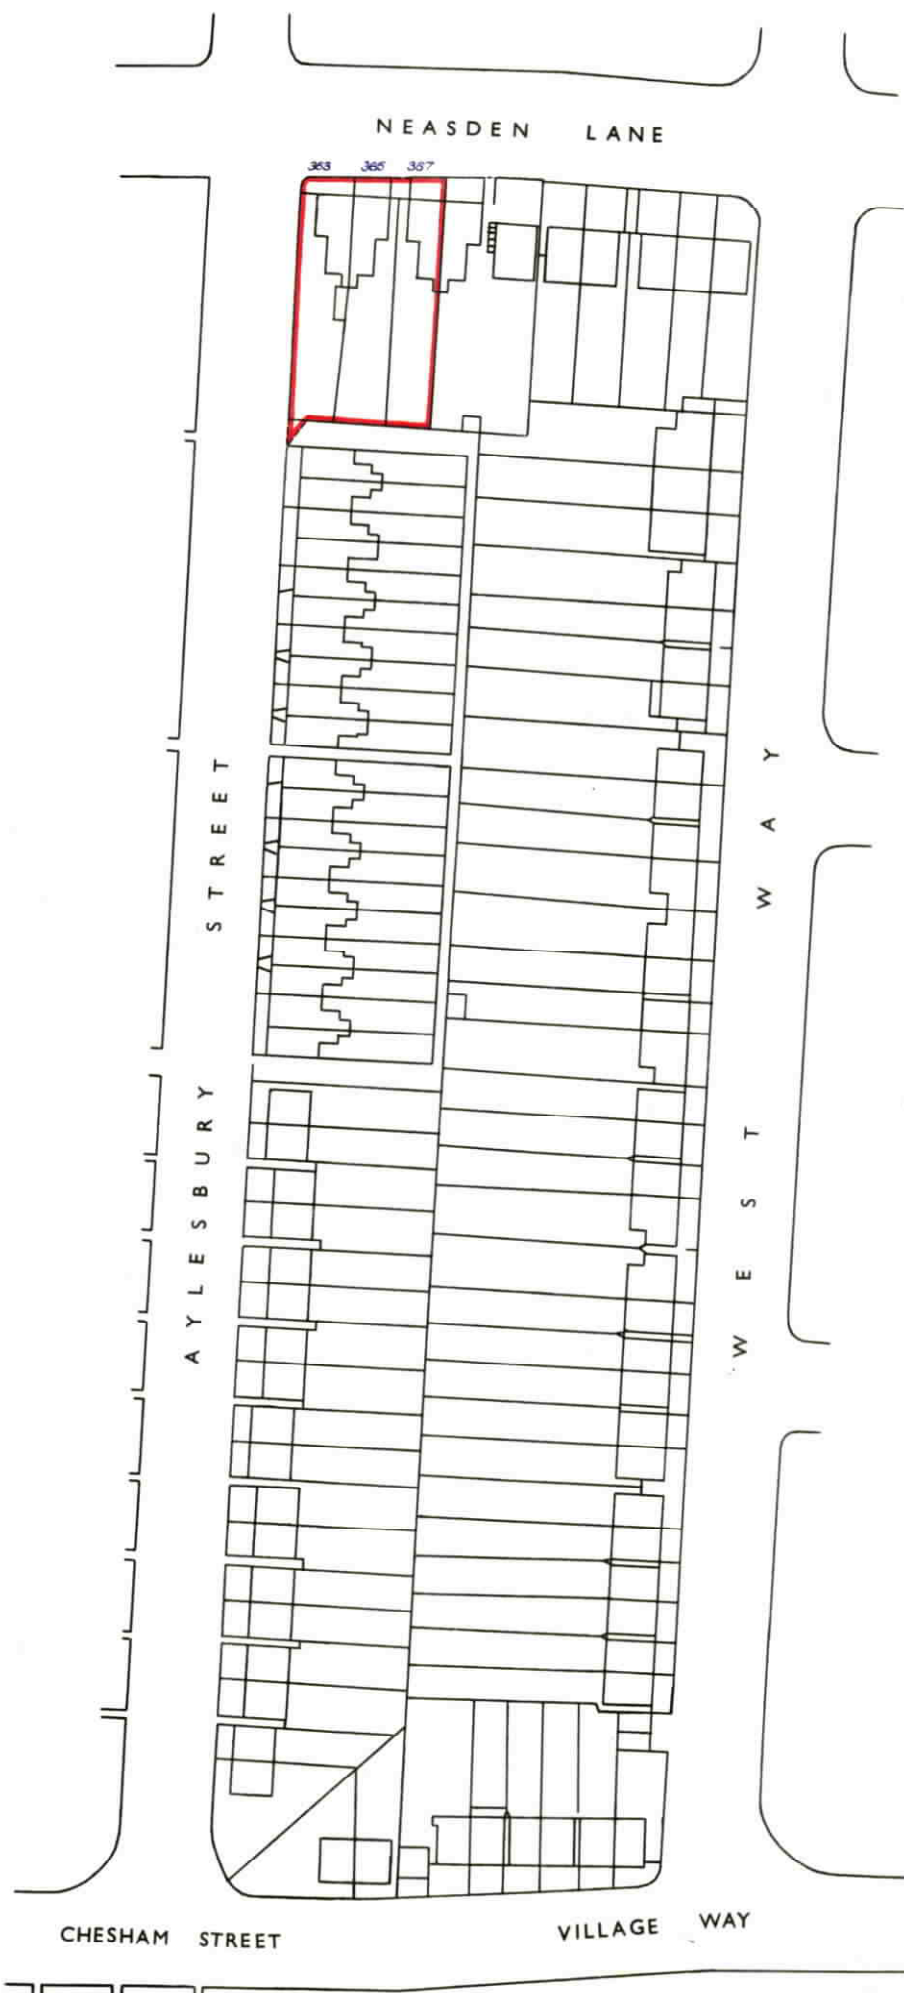 NEASDEN LANE
363 365 367
AYLESBURY STREET
WEST WAY
CHESHAM STREET
VILLAGE WAY